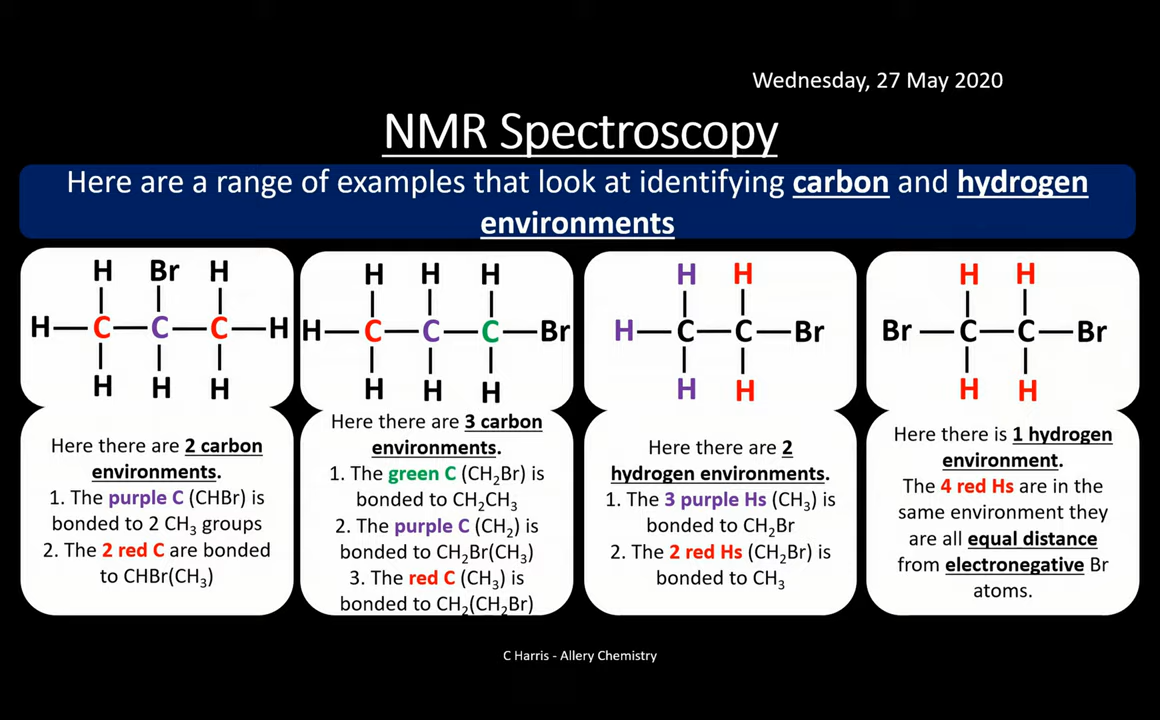 Wednesday, 27 May 2020
NMR Spectroscopy
Here are a range of examples that look at identifying carbon and hydrogen
environments
H Br H
H—C—C—C—H
H H H
Here there are 2 carbon
environments.
1. The purple C (CHBr) is
bonded to 2 CH₃ groups
2. The 2 red C are bonded
to CHBr(CH₃)
H H H
H—C—C—C—Br
H H H
Here there are 3 carbon
environments.
1. The green C (CH₂Br) is
bonded to CH₂CH₃
2. The purple C (CH₂) is
bonded to CH₂Br(CH₃)
3. The red C (CH₃) is
bonded to CH₂(CH₂Br)
H H
H—C—C—Br
H H
Here there are 2
hydrogen environments.
1. The 3 purple Hs (CH₃) is
bonded to CH₂Br
2. The 2 red Hs (CH₂Br) is
bonded to CH₃
H H
Br—C—C—Br
H H
Here there is 1 hydrogen
environment.
The 4 red Hs are in the
same environment they
are all equal distance
from electronegative Br
atoms.
C Harris - Allery Chemistry